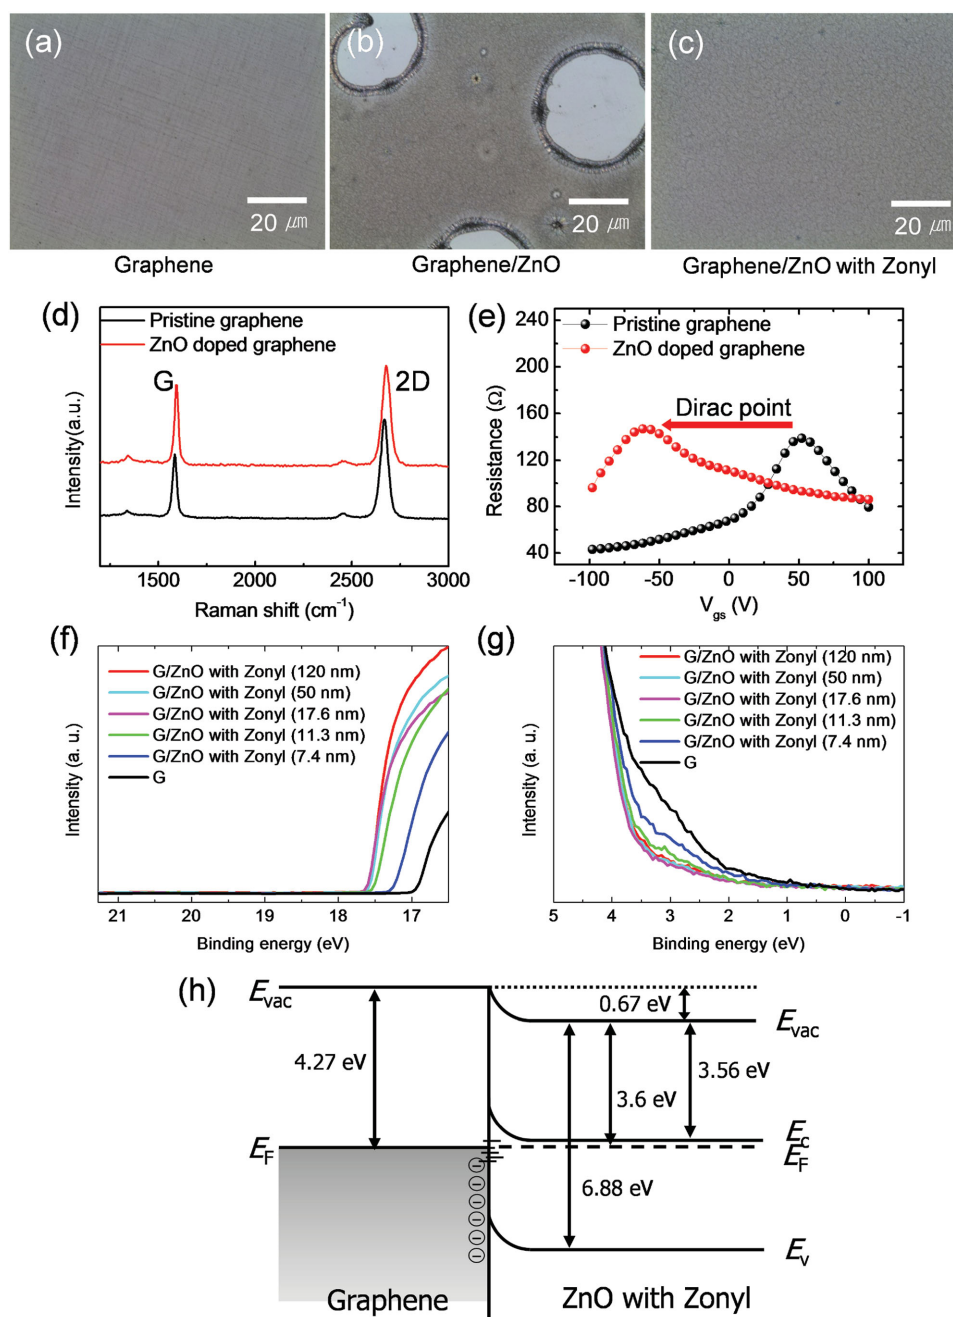 (a)
20 μm
Graphene
(b)
20 μm
Graphene/ZnO
(c)
20 μm
Graphene/ZnO with Zonyl
(d)
Pristine graphene
ZnO doped graphene
G
2D
Intensity(a.u.)
1500 2000 2500 3000
Raman shift (cm⁻¹)
(e)
Pristine graphene
ZnO doped graphene
Dirac point
Resistance (Ω)
240
200
160
120
80
40
-100 -50 0 50 100
V_gs (V)
(f)
G/ZnO with Zonyl (120 nm)
G/ZnO with Zonyl (50 nm)
G/ZnO with Zonyl (17.6 nm)
G/ZnO with Zonyl (11.3 nm)
G/ZnO with Zonyl (7.4 nm)
G
Intensity (a. u.)
21 20 19 18 17
Binding energy (eV)
(g)
G/ZnO with Zonyl (120 nm)
G/ZnO with Zonyl (50 nm)
G/ZnO with Zonyl (17.6 nm)
G/ZnO with Zonyl (11.3 nm)
G/ZnO with Zonyl (7.4 nm)
G
Intensity (a. u.)
5 4 3 2 1 0 -1
Binding energy (eV)
(h)
E_vac
0.67 eV
E_vac
4.27 eV
3.56 eV
3.6 eV
E_c
E_F
E_F
6.88 eV
E_v
Graphene
ZnO with Zonyl